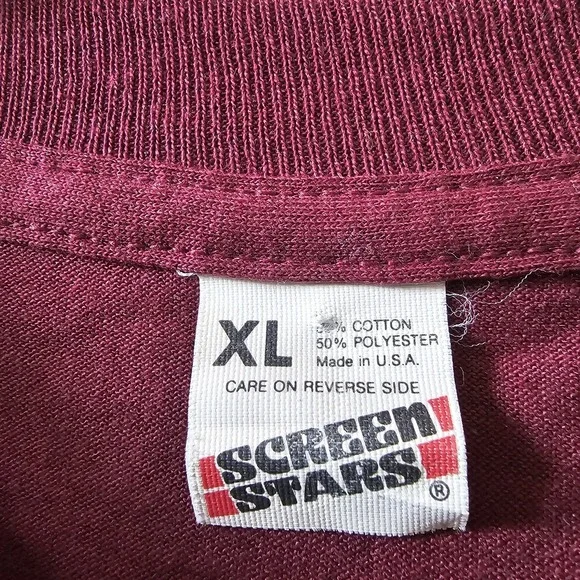 XL
% COTTON
50% POLYESTER
Made in U.S.A.
CARE ON REVERSE SIDE
SCREEN
STARS ®